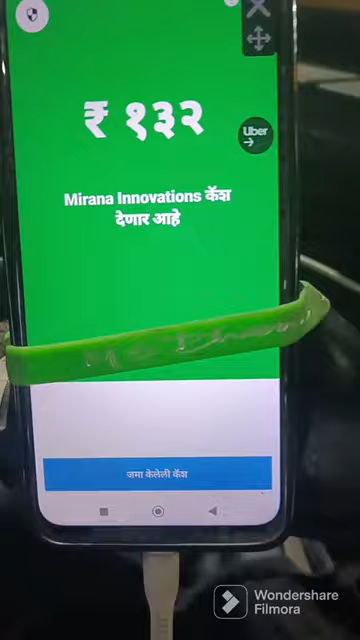 ₹ १३२
Uber
Mirana Innovations कॅश
देणार आहे
जमा केलेली कॅश
Wondershare
Filmora